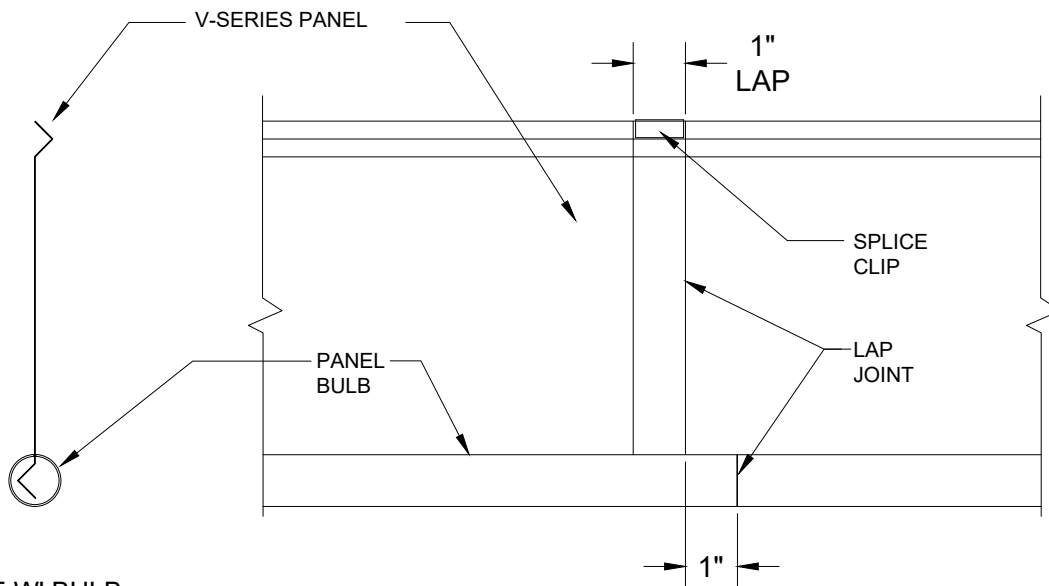 V-SERIES PANEL
1"
LAP
SPLICE
CLIP
PANEL
BULB
LAP
JOINT
1"